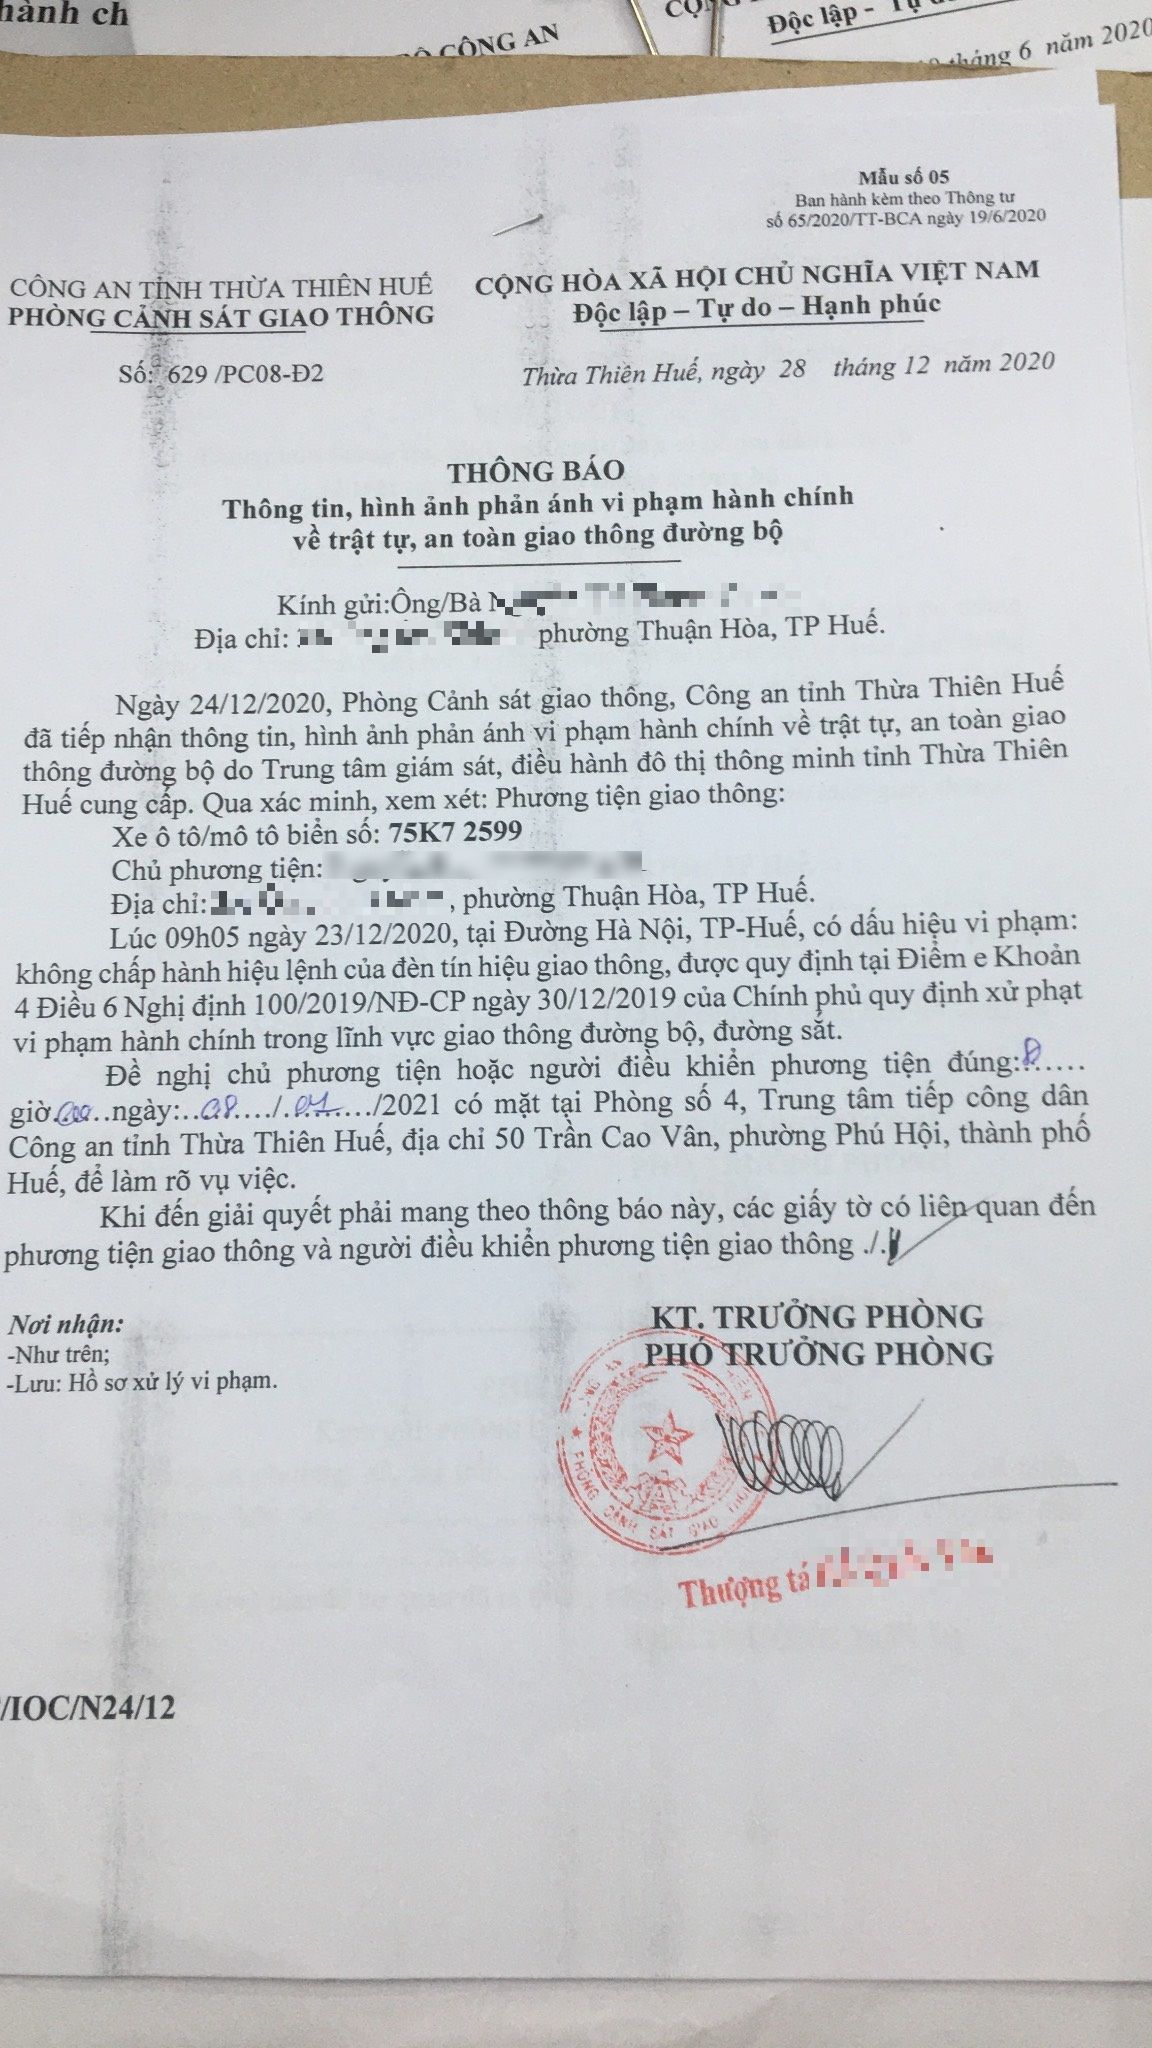 hành ch
BỘ CÔNG AN
Độc lập - Tự
tháng 6 năm 2020
Mẫu số 05
Ban hành kèm theo Thông tư
số 65/2020/TT-BCA ngày 19/6/2020
CÔNG AN TỈNH THỪA THIÊN HUẾ
PHÒNG CẢNH SÁT GIAO THÔNG
CỘNG HÒA XÃ HỘI CHỦ NGHĨA VIỆT NAM
Độc lập – Tự do – Hạnh phúc
Số: 629 /PC08-Đ2
Thừa Thiên Huế, ngày 28 tháng 12 năm 2020
THÔNG BÁO
Thông tin, hình ảnh phản ánh vi phạm hành chính
về trật tự, an toàn giao thông đường bộ
Kính gửi:Ông/Bà
Địa chỉ: phường Thuận Hòa, TP Huế.
Ngày 24/12/2020, Phòng Cảnh sát giao thông, Công an tỉnh Thừa Thiên Huế
đã tiếp nhận thông tin, hình ảnh phản ánh vi phạm hành chính về trật tự, an toàn giao
thông đường bộ do Trung tâm giám sát, điều hành đô thị thông minh tỉnh Thừa Thiên
Huế cung cấp. Qua xác minh, xem xét: Phương tiện giao thông:
Xe ô tô/mô tô biển số: 75K7 2599
Chủ phương tiện:
Địa chỉ: , phường Thuận Hòa, TP Huế.
Lúc 09h05 ngày 23/12/2020, tại Đường Hà Nội, TP-Huế, có dấu hiệu vi phạm:
không chấp hành hiệu lệnh của đèn tín hiệu giao thông, được quy định tại Điểm e Khoản
4 Điều 6 Nghị định 100/2019/NĐ-CP ngày 30/12/2019 của Chính phủ quy định xử phạt
vi phạm hành chính trong lĩnh vực giao thông đường bộ, đường sắt.
Đề nghị chủ phương tiện hoặc người điều khiển phương tiện đúng:.8......
giờ.00..ngày:..08..../.01..../2021 có mặt tại Phòng số 4, Trung tâm tiếp công dân
Công an tỉnh Thừa Thiên Huế, địa chỉ 50 Trần Cao Vân, phường Phú Hội, thành phố
Huế, để làm rõ vụ việc.
Khi đến giải quyết phải mang theo thông báo này, các giấy tờ có liên quan đến
phương tiện giao thông và người điều khiển phương tiện giao thông ./.
Nơi nhận:
-Như trên;
-Lưu: Hồ sơ xử lý vi phạm.
KT. TRƯỞNG PHÒNG
PHÓ TRƯỞNG PHÒNG
PHÒNG CẢNH SÁT GIAO THÔNG
Thượng tá
/IOC/N24/12